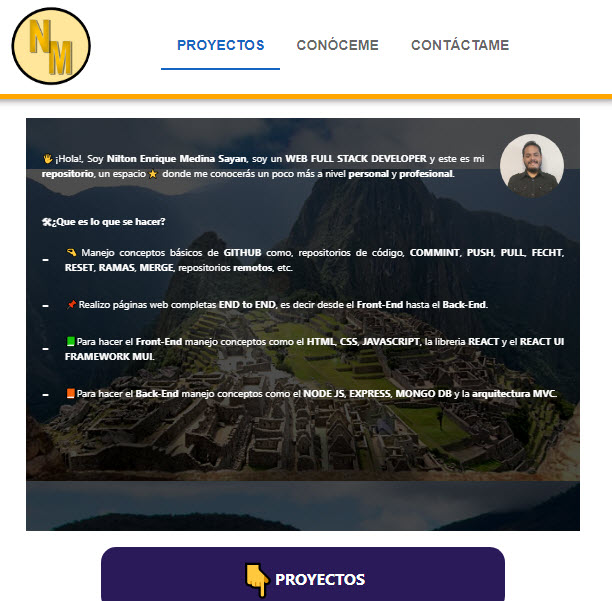 NM
PROYECTOS CONÓCEME CONTÁCTAME
🖐¡Hola!, Soy Nilton Enrique Medina Sayan, soy un WEB FULL STACK DEVELOPER y este es mi
repositorio, un espacio ⭐ donde me conocerás un poco más a nivel personal y profesional.
🛠¿Que es lo que se hacer?
- 💫 Manejo conceptos básicos de GITHUB como, repositorios de código, COMMINT, PUSH, PULL, FECHT,
RESET, RAMAS, MERGE, repositorios remotos, etc.
- 📌 Realizo páginas web completas END to END, es decir desde el Front-End hasta el Back-End.
- 📗Para hacer el Front-End manejo conceptos como el HTML, CSS, JAVASCRIPT, la libreria REACT y el REACT UI
FRAMEWORK MUI.
- 📙Para hacer el Back-End manejo conceptos como el NODE JS, EXPRESS, MONGO DB y la arquitectura MVC.
👇 PROYECTOS